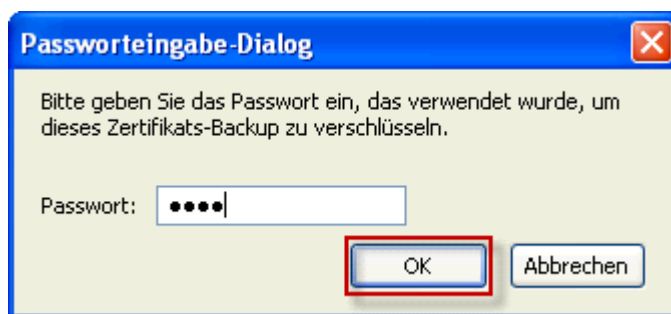 Passworteingabe-Dialog
Bitte geben Sie das Passwort ein, das verwendet wurde, um
dieses Zertifikats-Backup zu verschlüsseln.
Passwort: ●●●●
OK Abbrechen